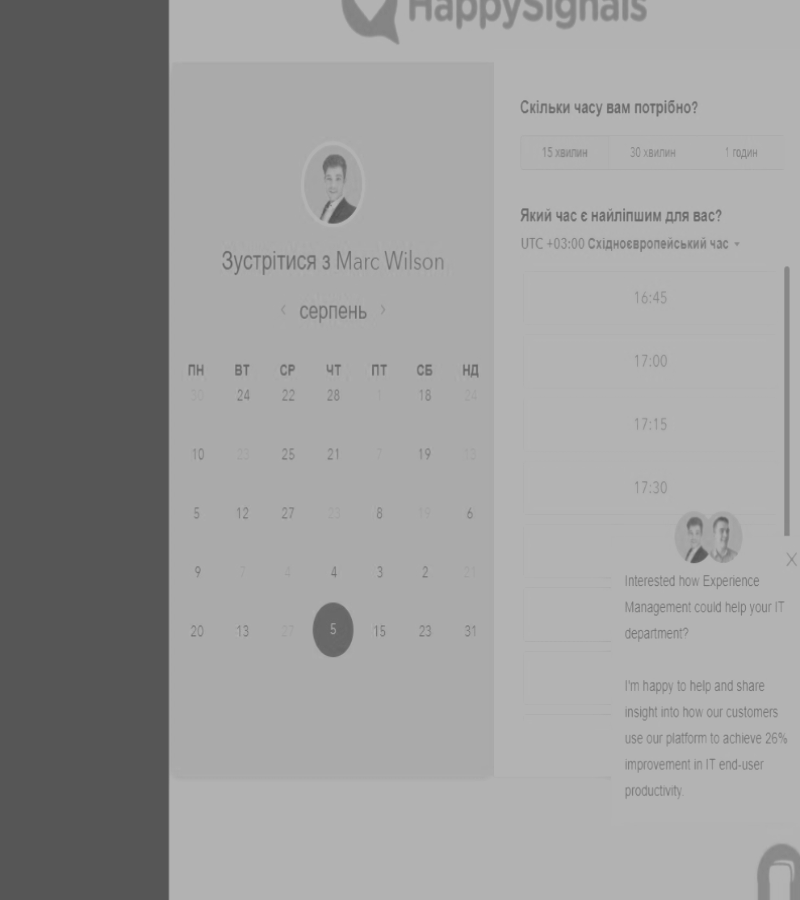 HappySignals
Зустрітися з Marc Wilson
‹ серпень ›
ПН ВТ СР ЧТ ПТ СБ НД
30 24 22 28 1 18 24
10 23 25 21 7 19
5 12 27 23 8 19 6
9 7 4 4 3 2 21
20 13 27 5 15 23 31
Скільки часу вам потрібно?
15 хвилин 30 хвилин 1 годин
Який час є найліпшим для вас?
UTC +03:00 Східноєвропейський час
16:45
17:00
17:15
17:30
X
Interested how Experience
Management could help your IT
department?
I'm happy to help and share
insight into how our customers
use our platform to achieve 26%
improvement in IT end-user
productivity.